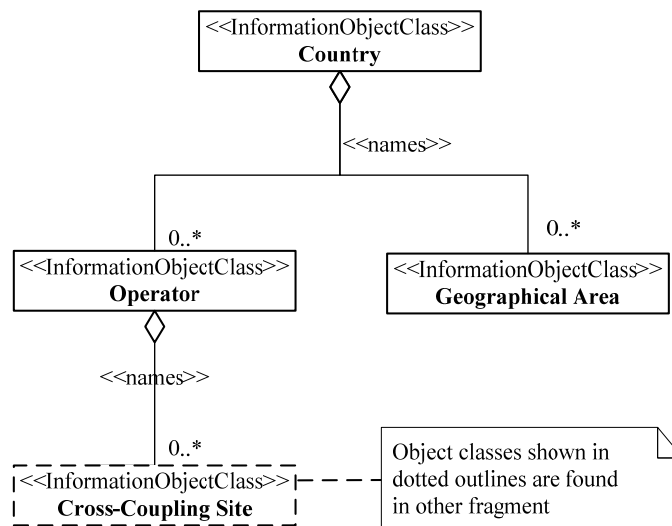 <<InformationObjectClass>>
Country
<<names>>
0..*
0..*
<<InformationObjectClass>>
Operator
<<InformationObjectClass>>
Geographical Area
<<names>>
0..*
<<InformationObjectClass>>
Cross-Coupling Site
Object classes shown in
dotted outlines are found
in other fragment